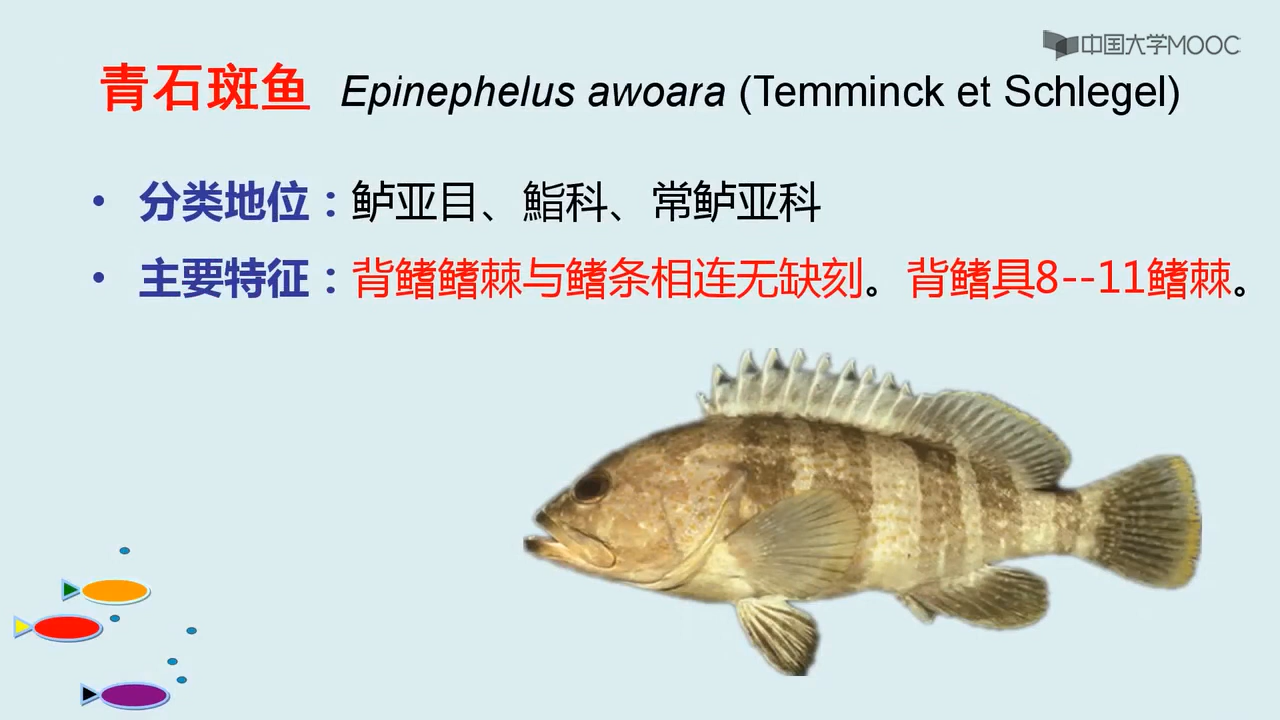 中国大学MOOC
青石斑鱼 Epinephelus awoara (Temminck et Schlegel)
• 分类地位：鲈亚目、鮨科、常鲈亚科
• 主要特征：背鳍鳍棘与鳍条相连无缺刻。背鳍具8--11鳍棘。